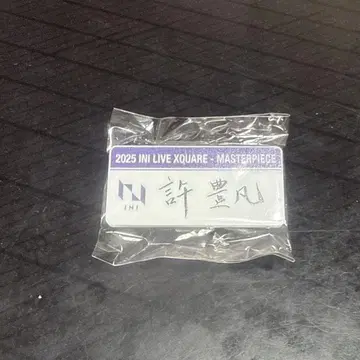 2025 INI LIVE XQUARE - MASTERPIECE
INI
許 豊凡